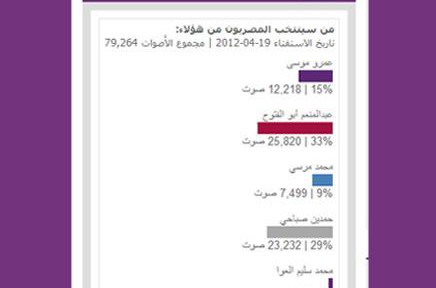 من سينتخب المصريون من هؤلاء:
تاريخ الاستفتاء 19-04-2012 | مجموع الأصوات 79,264
عمرو موسى
15% | 12,218 صوت
عبدالمنعم أبو الفتوح
33% | 25,820 صوت
محمد مرسي
9% | 7,499 صوت
حمدين صباحي
29% | 23,232 صوت
محمد سليم العوا